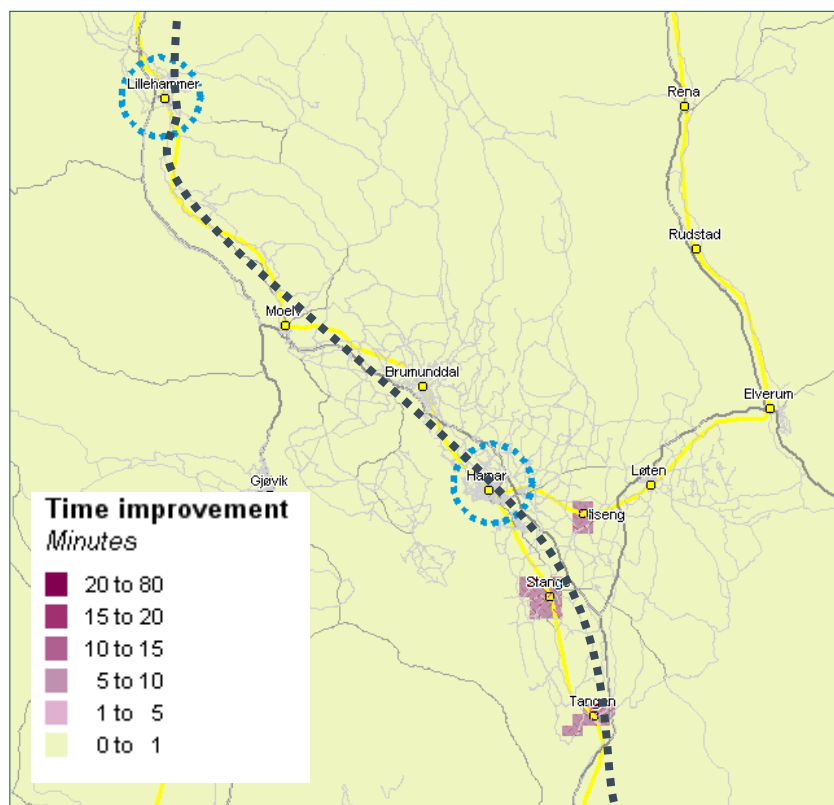 Lillehammer
Rena
Rudstad
Moelv
Brumunddal
Elverum
Hamar
Løten
Gjøvik
Ilseng
Stange
Tangen
Time improvement
Minutes
20 to 80
15 to 20
10 to 15
5 to 10
1 to 5
0 to 1